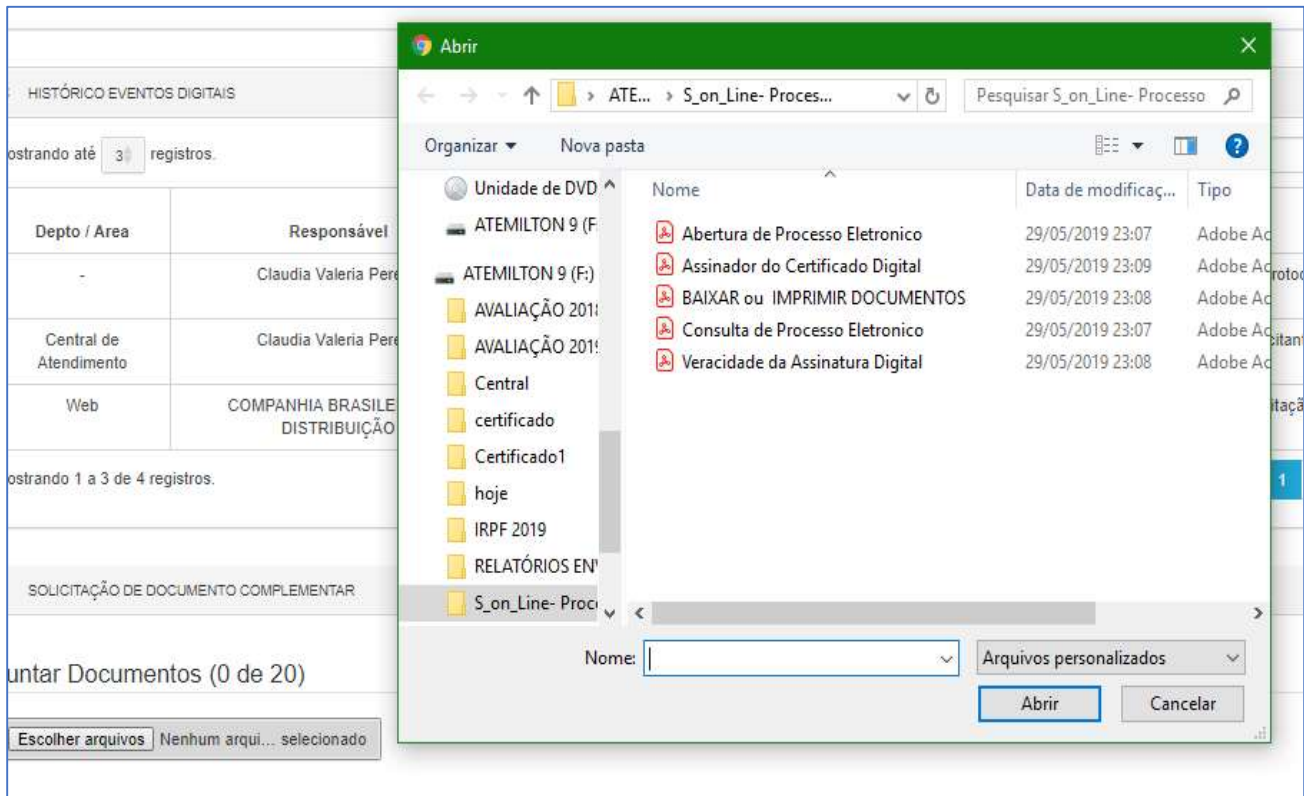 Abrir
HISTÓRICO EVENTOS DIGITAIS
ATE... > S_on_Line- Proces...
Pesquisar S_on_Line- Processo
ostrando até 3 registros.
Organizar
Nova pasta
Unidade de DVD
ATEMILTON 9 (F
ATEMILTON 9 (F:)
AVALIAÇÃO 201
AVALIAÇÃO 201
Central
certificado
Certificado1
hoje
IRPF 2019
RELATÓRIOS EN
S_on_Line- Proc
Nome Data de modificaç... Tipo
Abertura de Processo Eletronico 29/05/2019 23:07 Adobe Ac
Assinador do Certificado Digital 29/05/2019 23:09 Adobe Ac
BAIXAR ou IMPRIMIR DOCUMENTOS 29/05/2019 23:08 Adobe Ac
Consulta de Processo Eletronico 29/05/2019 23:07 Adobe Ac
Veracidade da Assinatura Digital 29/05/2019 23:08 Adobe Ac
Depto / Area Responsável
- Claudia Valeria Pere
Central de
Atendimento
Claudia Valeria Pere
Web
COMPANHIA BRASILE
DISTRIBUIÇÃO
itaçã
ostrando 1 a 3 de 4 registros.
1
SOLICITAÇÃO DE DOCUMENTO COMPLEMENTAR
Nome:
Arquivos personalizados
Abrir
Cancelar
untar Documentos (0 de 20)
Escolher arquivos Nenhum arqui... selecionado